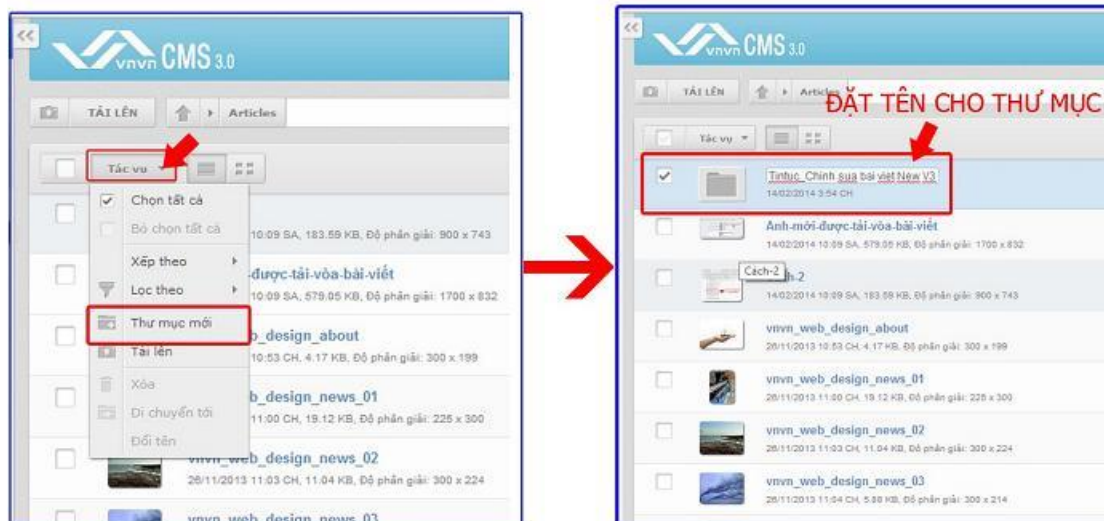 vnvn CMS 3.0
TẢI LÊN
Articles
Tác vụ
Chọn tất cả
Bỏ chọn tất cả
10:09 SA, 183.59 KB, Độ phân giải: 900 x 743
Xếp theo
-được-tải-vòa-bài-viết
Lọc theo
10:09 SA, 579.05 KB, Độ phân giải: 1700 x 832
Thư mục mới
b_design_about
Tải lên
10:53 CH, 4.17 KB, Độ phân giải: 300 x 199
Xóa
b_design_news_01
Di chuyển tới
11:00 CH, 19.12 KB, Độ phân giải: 225 x 300
Đổi tên
vnvn_web_design_news_02
26/11/2013 11:03 CH, 11.04 KB, Độ phân giải: 300 x 224
vnvn_web_design_news_03
vnvn CMS 3.0
TẢI LÊN
Articles
ĐẶT TÊN CHO THƯ MỤC
Tác vụ
Tintuc_Chinh sua bai viet New V3
14/02/2014 3:54 CH
Ảnh-mới-được-tải-vòa-bài-viết
14/02/2014 10:09 SA, 579.05 KB, Độ phân giải: 1700 x 832
Cách-2
h-2
14/02/2014 10:09 SA, 183.59 KB, Độ phân giải: 900 x 743
vnvn_web_design_about
26/11/2013 10:53 CH, 4.17 KB, Độ phân giải: 300 x 199
vnvn_web_design_news_01
26/11/2013 11:00 CH, 19.12 KB, Độ phân giải: 225 x 300
vnvn_web_design_news_02
26/11/2013 11:03 CH, 11.04 KB, Độ phân giải: 300 x 224
vnvn_web_design_news_03
26/11/2013 11:04 CH, 5.88 KB, Độ phân giải: 300 x 214